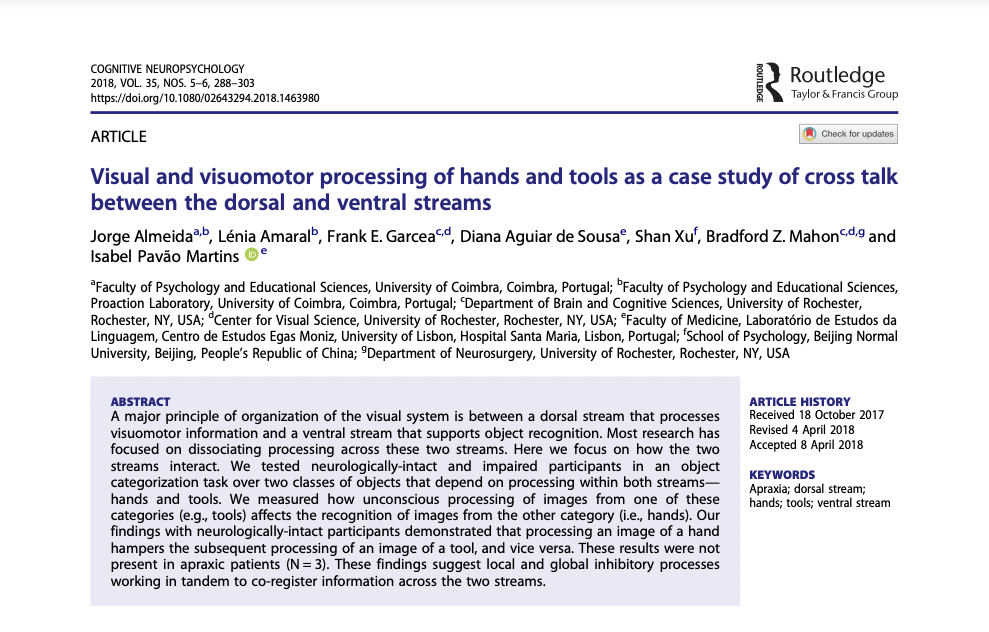 COGNITIVE NEUROPSYCHOLOGY
2018, VOL. 35, NOS. 5–6, 288–303
https://doi.org/10.1080/02643294.2018.1463980
ROUTLEDGE
Routledge
Taylor & Francis Group
ARTICLE
Check for updates
Visual and visuomotor processing of hands and tools as a case study of cross talk
between the dorsal and ventral streams
Jorge Almeidaa,b, Lénia Amaralb, Frank E. Garceac,d, Diana Aguiar de Sousae, Shan Xuf, Bradford Z. Mahonc,d,g and
Isabel Pavão Martins iD e
aFaculty of Psychology and Educational Sciences, University of Coimbra, Coimbra, Portugal; bFaculty of Psychology and Educational Sciences,
Proaction Laboratory, University of Coimbra, Coimbra, Portugal; cDepartment of Brain and Cognitive Sciences, University of Rochester,
Rochester, NY, USA; dCenter for Visual Science, University of Rochester, Rochester, NY, USA; eFaculty of Medicine, Laboratório de Estudos da
Linguagem, Centro de Estudos Egas Moniz, University of Lisbon, Hospital Santa Maria, Lisbon, Portugal; fSchool of Psychology, Beijing Normal
University, Beijing, People’s Republic of China; gDepartment of Neurosurgery, University of Rochester, Rochester, NY, USA
ABSTRACT
A major principle of organization of the visual system is between a dorsal stream that processes
visuomotor information and a ventral stream that supports object recognition. Most research has
focused on dissociating processing across these two streams. Here we focus on how the two
streams interact. We tested neurologically-intact and impaired participants in an object
categorization task over two classes of objects that depend on processing within both streams—
hands and tools. We measured how unconscious processing of images from one of these
categories (e.g., tools) affects the recognition of images from the other category (i.e., hands). Our
findings with neurologically-intact participants demonstrated that processing an image of a hand
hampers the subsequent processing of an image of a tool, and vice versa. These results were not
present in apraxic patients (N = 3). These findings suggest local and global inhibitory processes
working in tandem to co-register information across the two streams.
ARTICLE HISTORY
Received 18 October 2017
Revised 4 April 2018
Accepted 8 April 2018
KEYWORDS
Apraxia; dorsal stream;
hands; tools; ventral stream